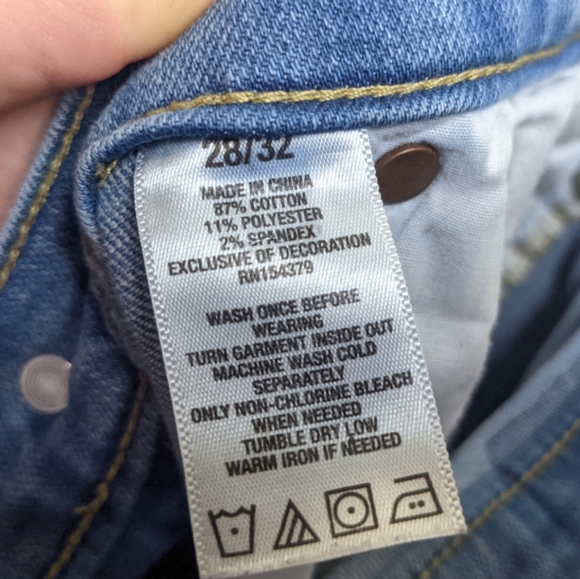 28/32
MADE IN CHINA
87% COTTON
11% POLYESTER
2% SPANDEX
EXCLUSIVE OF DECORATION
RN154379
WASH ONCE BEFORE
WEARING
TURN GARMENT INSIDE OUT
MACHINE WASH COLD
SEPARATELY
ONLY NON-CHLORINE BLEACH
WHEN NEEDED
TUMBLE DRY LOW
WARM IRON IF NEEDED